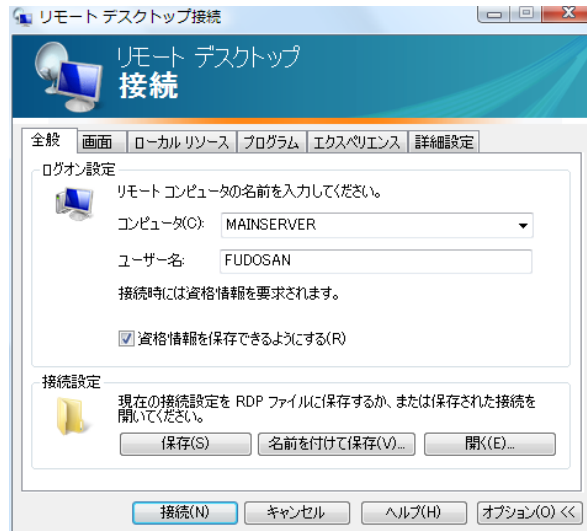 リモート デスクトップ接続
リモート デスクトップ
接続
全般 画面 ローカル リソース プログラム エクスペリエンス 詳細設定
ログオン設定
リモート コンピュータの名前を入力してください。
コンピュータ(C): MAINSERVER
ユーザー名: FUDOSAN
接続時には資格情報を要求されます。
資格情報を保存できるようにする(R)
接続設定
現在の接続設定を RDP ファイルに保存するか、または保存された接続を
開いてください。
保存(S) 名前を付けて保存(V)... 開く(E)...
接続(N) キャンセル ヘルプ(H) オプション(O) <<